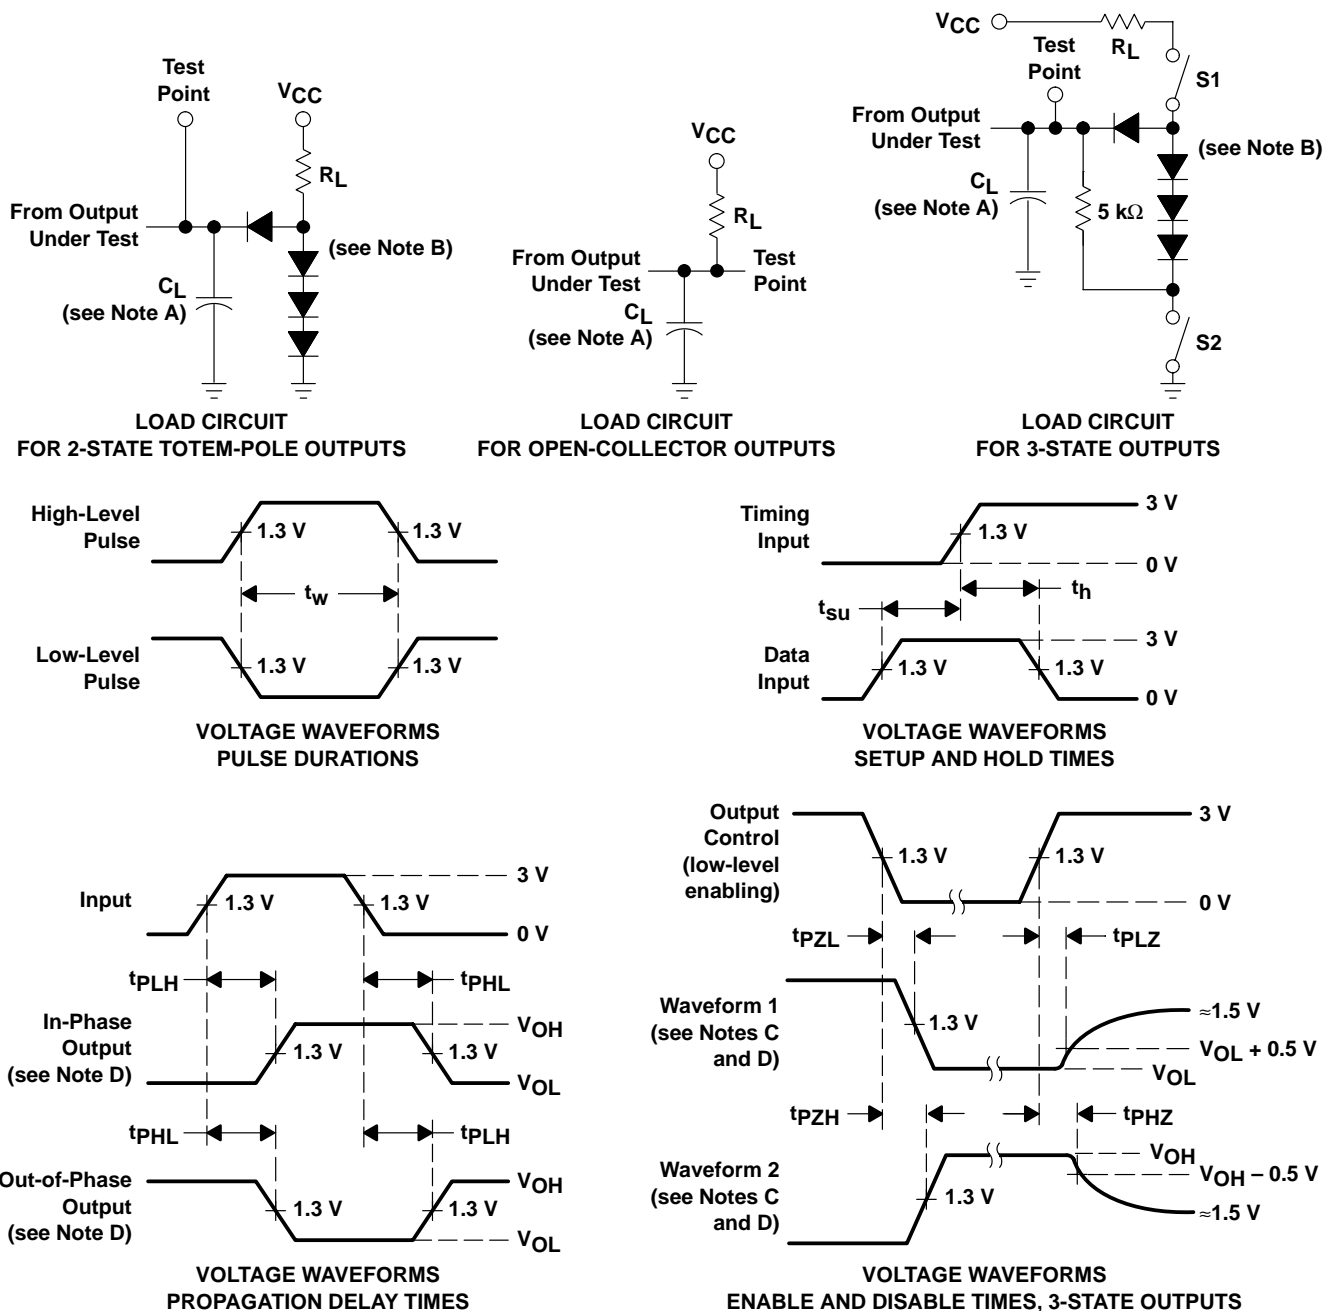 Test
Point
VCC
RL
From Output
Under Test
(see Note B)
CL
(see Note A)
LOAD CIRCUIT
FOR 2-STATE TOTEM-POLE OUTPUTS
VCC
RL
From Output
Under Test
Test
Point
CL
(see Note A)
LOAD CIRCUIT
FOR OPEN-COLLECTOR OUTPUTS
VCC
RL
Test
Point
S1
From Output
Under Test
(see Note B)
CL
(see Note A)
5 kΩ
S2
LOAD CIRCUIT
FOR 3-STATE OUTPUTS
High-Level
Pulse
1.3 V
1.3 V
tw
Low-Level
Pulse
1.3 V
1.3 V
VOLTAGE WAVEFORMS
PULSE DURATIONS
Timing
Input
1.3 V
3 V
0 V
th
tsu
Data
Input
1.3 V
1.3 V
3 V
0 V
VOLTAGE WAVEFORMS
SETUP AND HOLD TIMES
Input
1.3 V
1.3 V
3 V
0 V
tPLH
tPHL
In-Phase
Output
(see Note D)
1.3 V
1.3 V
VOH
VOL
tPHL
tPLH
Out-of-Phase
Output
(see Note D)
1.3 V
1.3 V
VOH
VOL
VOLTAGE WAVEFORMS
PROPAGATION DELAY TIMES
Output
Control
(low-level
enabling)
1.3 V
1.3 V
3 V
0 V
tPZL
tPLZ
Waveform 1
(see Notes C
and D)
1.3 V
≈1.5 V
VOL + 0.5 V
VOL
tPZH
tPHZ
Waveform 2
(see Notes C
and D)
1.3 V
VOH
VOH – 0.5 V
≈1.5 V
VOLTAGE WAVEFORMS
ENABLE AND DISABLE TIMES, 3-STATE OUTPUTS